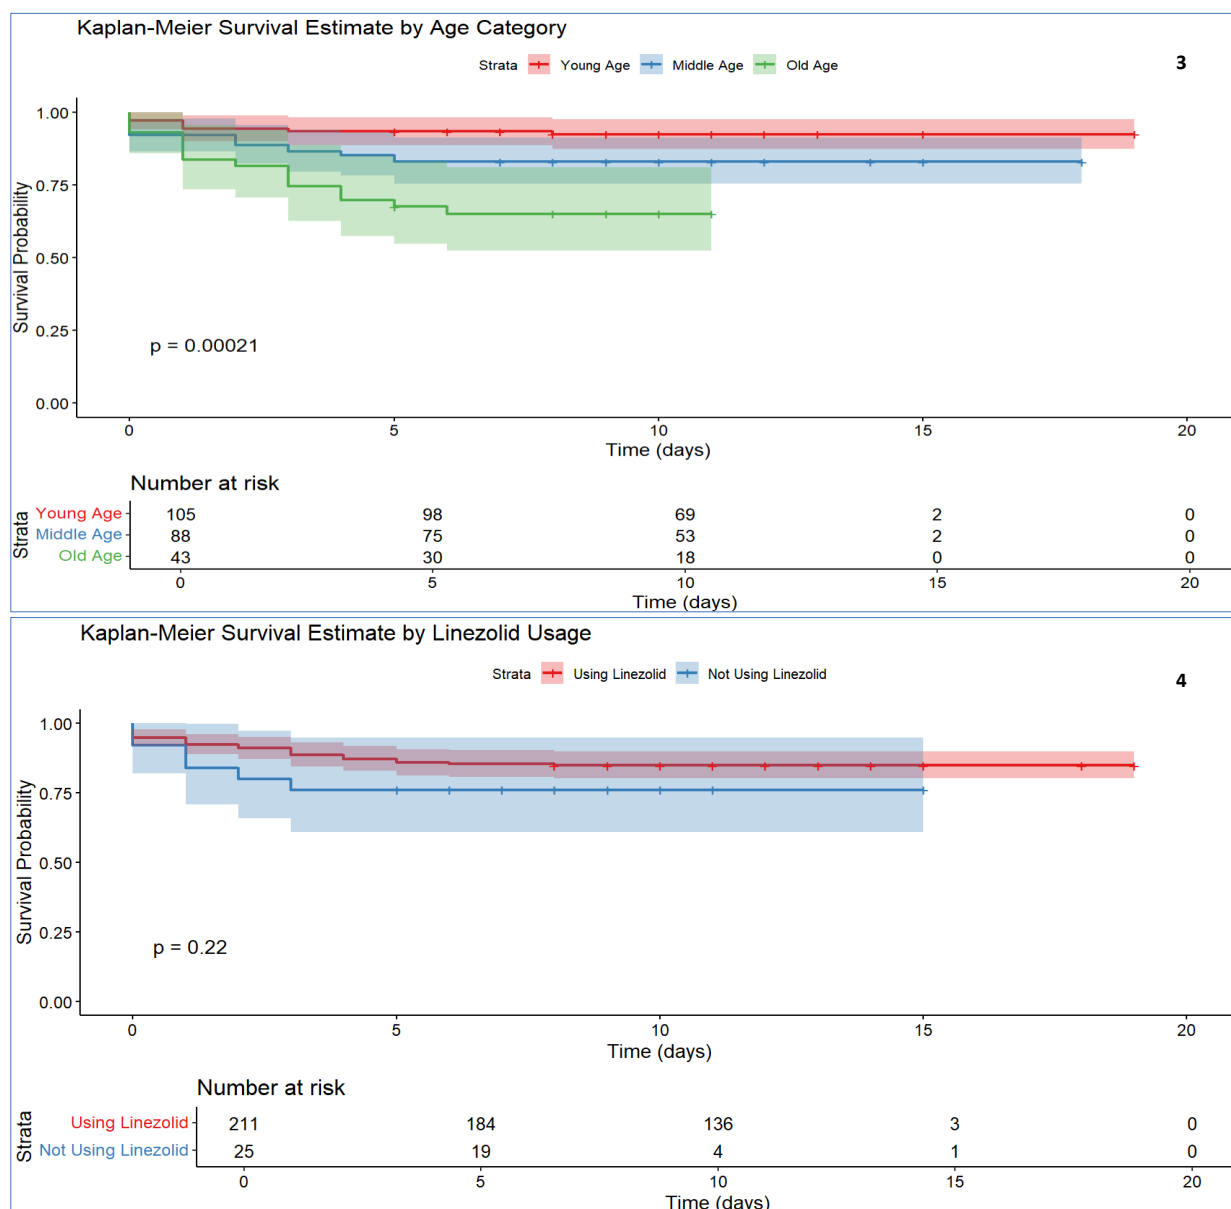 Kaplan-Meier Survival Estimate by Age Category
Strata Young Age Middle Age Old Age
3
1.00
0.75
0.50
0.25
0.00
Survival Probability
p = 0.00021
0 5 10 15 20
Time (days)
Number at risk
Strata
Young Age 105 98 69 2 0
Middle Age 88 75 53 2 0
Old Age 43 30 18 0 0
0 5 10 15 20
Time (days)
Kaplan-Meier Survival Estimate by Linezolid Usage
Strata Using Linezolid Not Using Linezolid
4
1.00
0.75
0.50
0.25
0.00
Survival Probability
p = 0.22
0 5 10 15 20
Time (days)
Number at risk
Strata
Using Linezolid 211 184 136 3 0
Not Using Linezolid 25 19 4 1 0
0 5 10 15 20
Time (days)